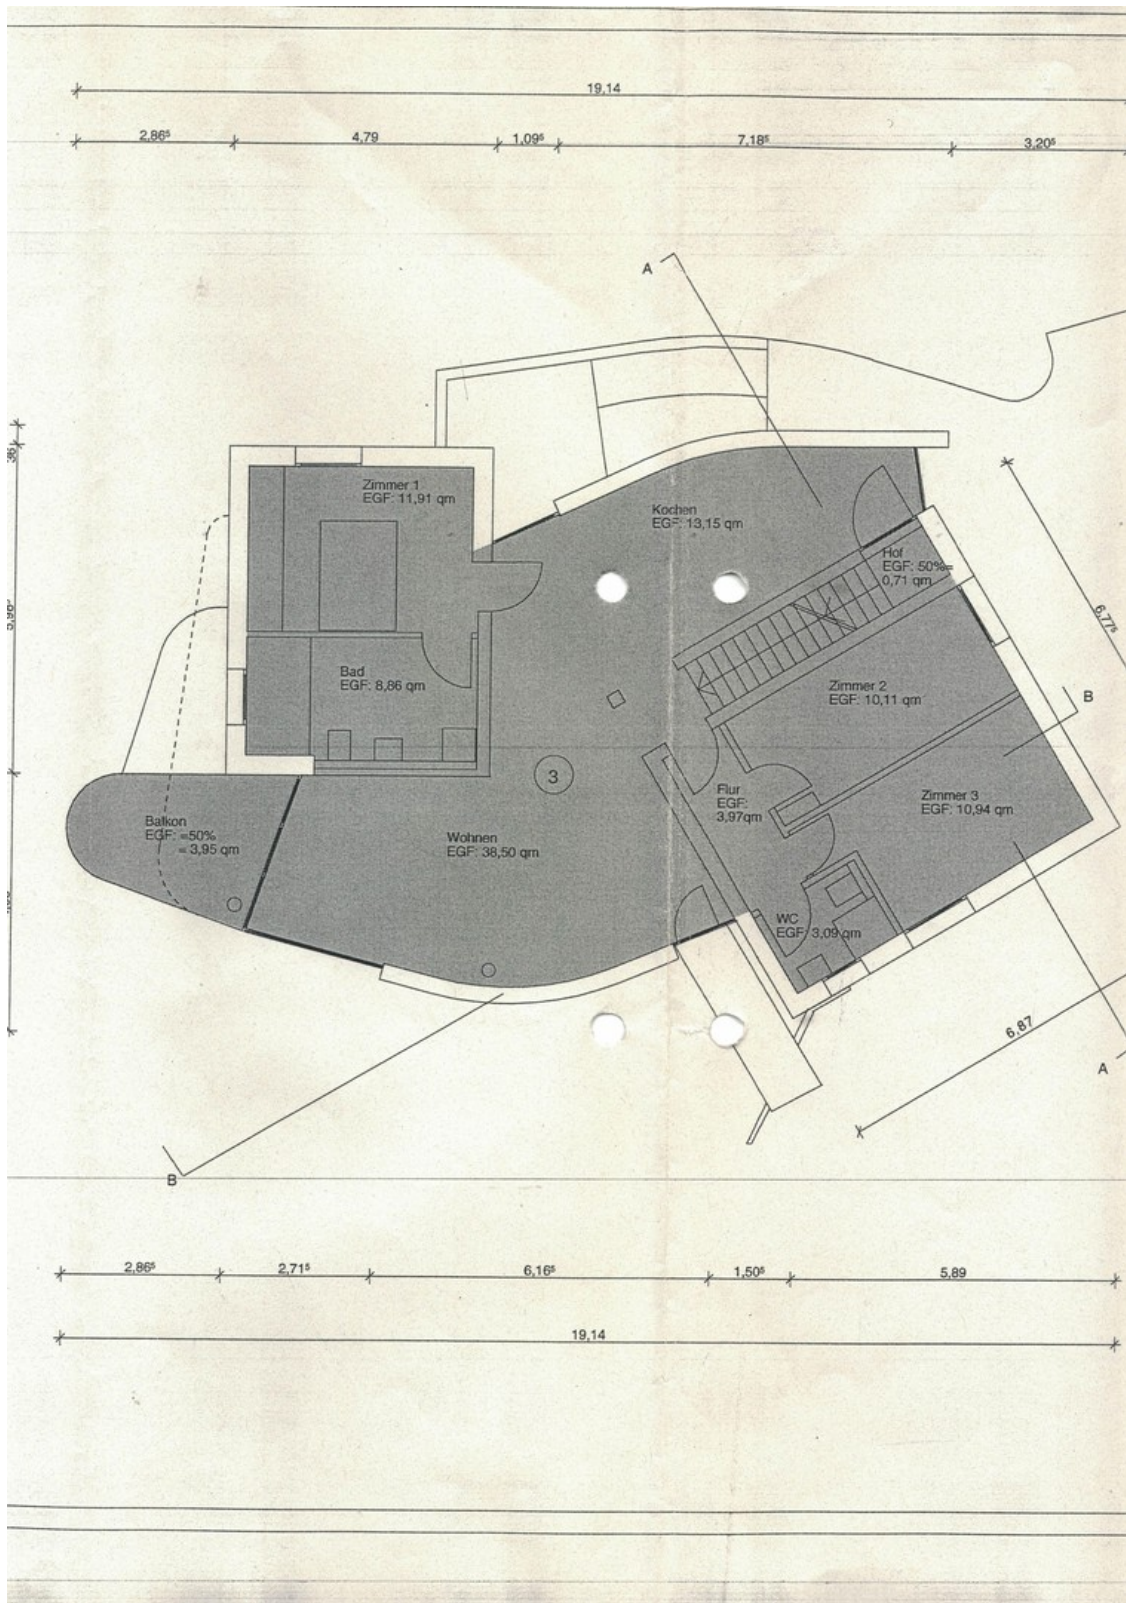 19,14
2,86⁵
4,79
1,09⁵
7,18⁵
3,20⁵
A
36
Zimmer 1
EGF: 11,91 qm
Kochen
EGF: 13,15 qm
Hof
EGF: 50%=
0,71 qm
6,77⁵
Bad
EGF: 8,86 qm
Zimmer 2
EGF: 10,11 qm
B
3
Flur
EGF:
3,97qm
Zimmer 3
EGF: 10,94 qm
Balkon
EGF: =50%
= 3,95 qm
Wohnen
EGF: 38,50 qm
WC
EGF: 3,09 qm
6,87
A
B
2,86⁵
2,71⁵
6,16⁵
1,50⁵
5,89
19,14